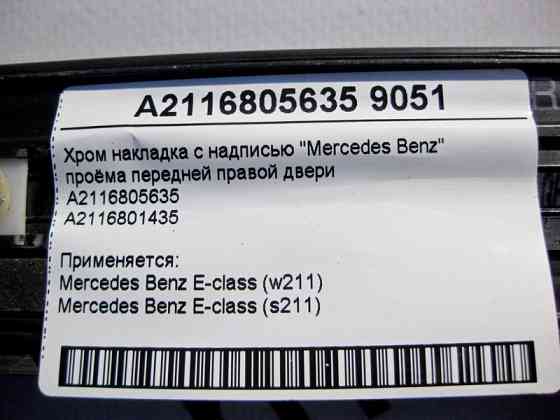 A2116805635 9051
Хром накладка с надписью "Mercedes Benz"
проёма передней правой двери
A2116805635
A2116801435
Применяется:
Mercedes Benz E-class (w211)
Mercedes Benz E-class (s211)